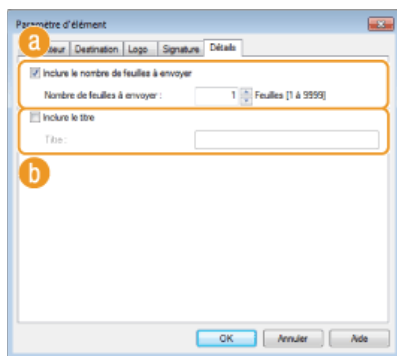 Paramètre d'élément
a
teur Destination Logo Signature Détails
Inclure le nombre de feuilles à envoyer
Nombre de feuilles à envoyer : 1 Feuilles [1 à 9999]
Inclure le titre
Titre :
b
OK Annuler Aide